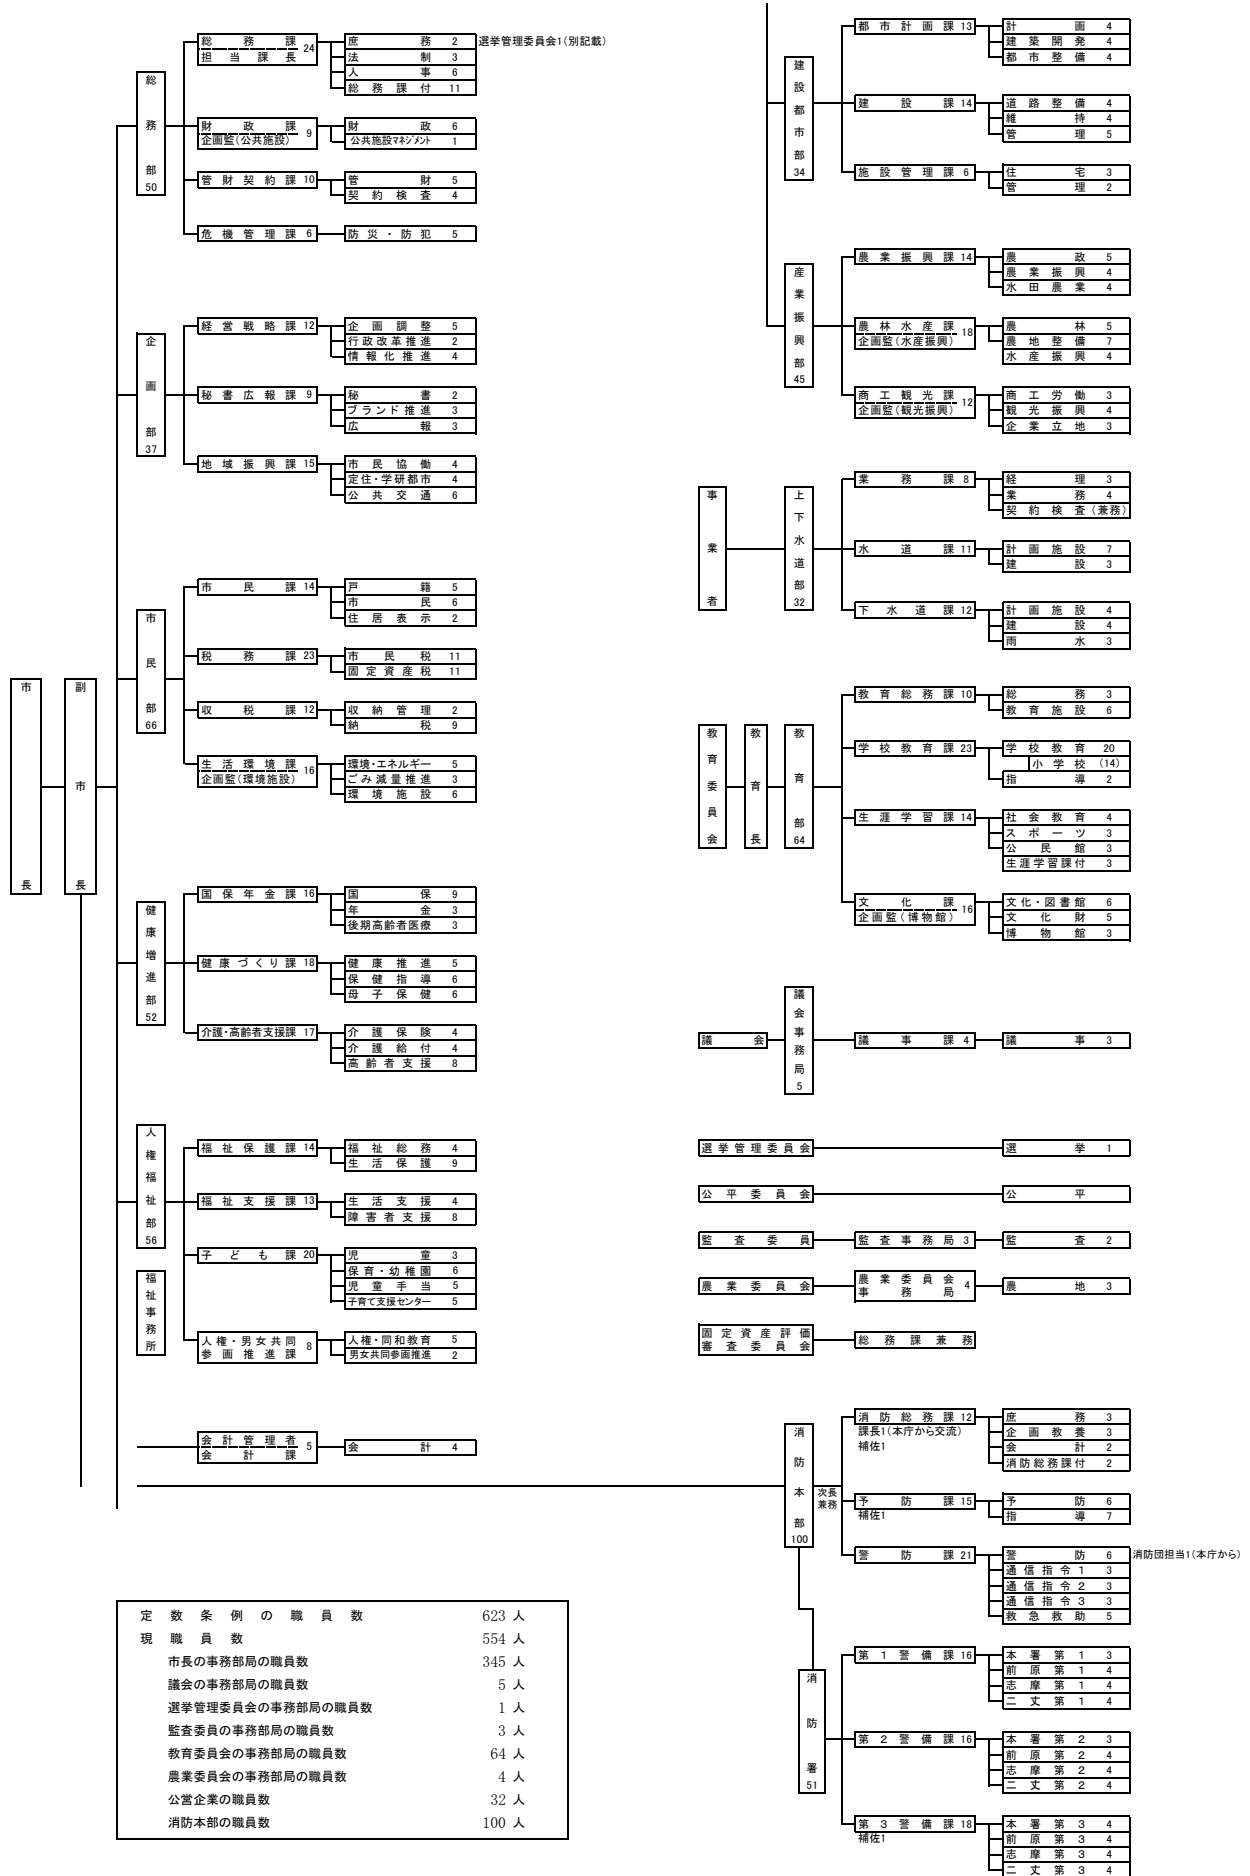 市長
副市長
総務部 50
総務課 担当課長 24
庶務 2 選挙管理委員会1(別記載)
法制 3
人事 6
総務課付 11
財政課 企画監(公共施設) 9
財政 6
公共施設マネジメント 1
管財契約課 10
管財 5
契約検査 4
危機管理課 6
防災・防犯 5
企画部 37
経営戦略課 12
企画調整 5
行政改革推進 2
情報化推進 4
秘書広報課 9
秘書 2
ブランド推進 3
広報 3
地域振興課 15
市民協働 4
定住・学研都市 4
公共交通 6
市民部 66
市民課 14
戸籍 5
市民 6
住居表示 2
税務課 23
市民税 11
固定資産税 11
収税課 12
収納管理 2
納税 9
生活環境課 企画監(環境施設) 16
環境・エネルギー 5
ごみ減量推進 3
環境施設 6
健康増進部 52
国保年金課 16
国保 9
年金 3
後期高齢者医療 3
健康づくり課 18
健康推進 5
保健指導 6
母子保健 6
介護・高齢者支援課 17
介護保険 4
介護給付 4
高齢者支援 8
人権福祉部 56
福祉事務所
福祉保護課 14
福祉総務 4
生活保護 9
福祉支援課 13
生活支援 4
障害者支援 8
子ども課 20
児童 3
保育・幼稚園 6
児童手当 5
子育て支援センター 5
人権・男女共同参画推進課 8
人権・同和教育 5
男女共同参画推進 2
会計管理者 会計課 5
会計 4
建設都市部 34
都市計画課 13
計画 4
建築開発 4
都市整備 4
建設課 14
道路整備 4
維持 4
管理 5
施設管理課 6
住宅 3
管理 2
産業振興部 45
農業振興課 14
農政 5
農業振興 4
水田農業 4
農林水産課 企画監(水産振興) 18
農林 5
農地整備 7
水産振興 4
商工観光課 企画監(観光振興) 12
商工労働 3
観光振興 4
企業立地 3
事業者
上下水道部 32
業務課 8
経理 3
業務 4
契約検査(兼務)
水道課 11
計画施設 7
建設 3
下水道課 12
計画施設 4
建設 4
雨水 3
教育委員会
教育長
教育部 64
教育総務課 10
総務 3
教育施設 6
学校教育課 23
学校教育 20
小学校 (14)
指導 2
生涯学習課 14
社会教育 4
スポーツ 3
公民館 3
生涯学習課付 3
文化課 企画監(博物館) 16
文化・図書館 6
文化財 5
博物館 3
議会
議会事務局 5
議事課 4
議事 3
選挙管理委員会
選挙 1
公平委員会
公平
監査委員
監査事務局 3
監査 2
農業委員会
農業委員会事務局 4
農地 3
固定資産評価審査委員会
総務課兼務
消防本部 100
次長兼務
消防総務課 12
課長1(本庁から交流)
補佐1
庶務 3
企画教養 3
会計 2
消防総務課付 2
予防課 15
補佐1
予防 6
指導 7
警防課 21
警防 6 消防団担当1(本庁から)
通信指令1 3
通信指令2 3
通信指令3 3
救急救助 5
消防署 51
第1警備課 16
本署第1 3
前原第1 4
志摩第1 4
二丈第1 4
第2警備課 16
本署第2 3
前原第2 4
志摩第2 4
二丈第2 4
第3警備課 18
補佐1
本署第3 4
前原第3 4
志摩第3 4
二丈第3 4
定数条例の職員数 623人
現職員数 554人
市長の事務部局の職員数 345人
議会の事務部局の職員数 5人
選挙管理委員会の事務部局の職員数 1人
監査委員の事務部局の職員数 3人
教育委員会の事務部局の職員数 64人
農業委員会の事務部局の職員数 4人
公営企業の職員数 32人
消防本部の職員数 100人